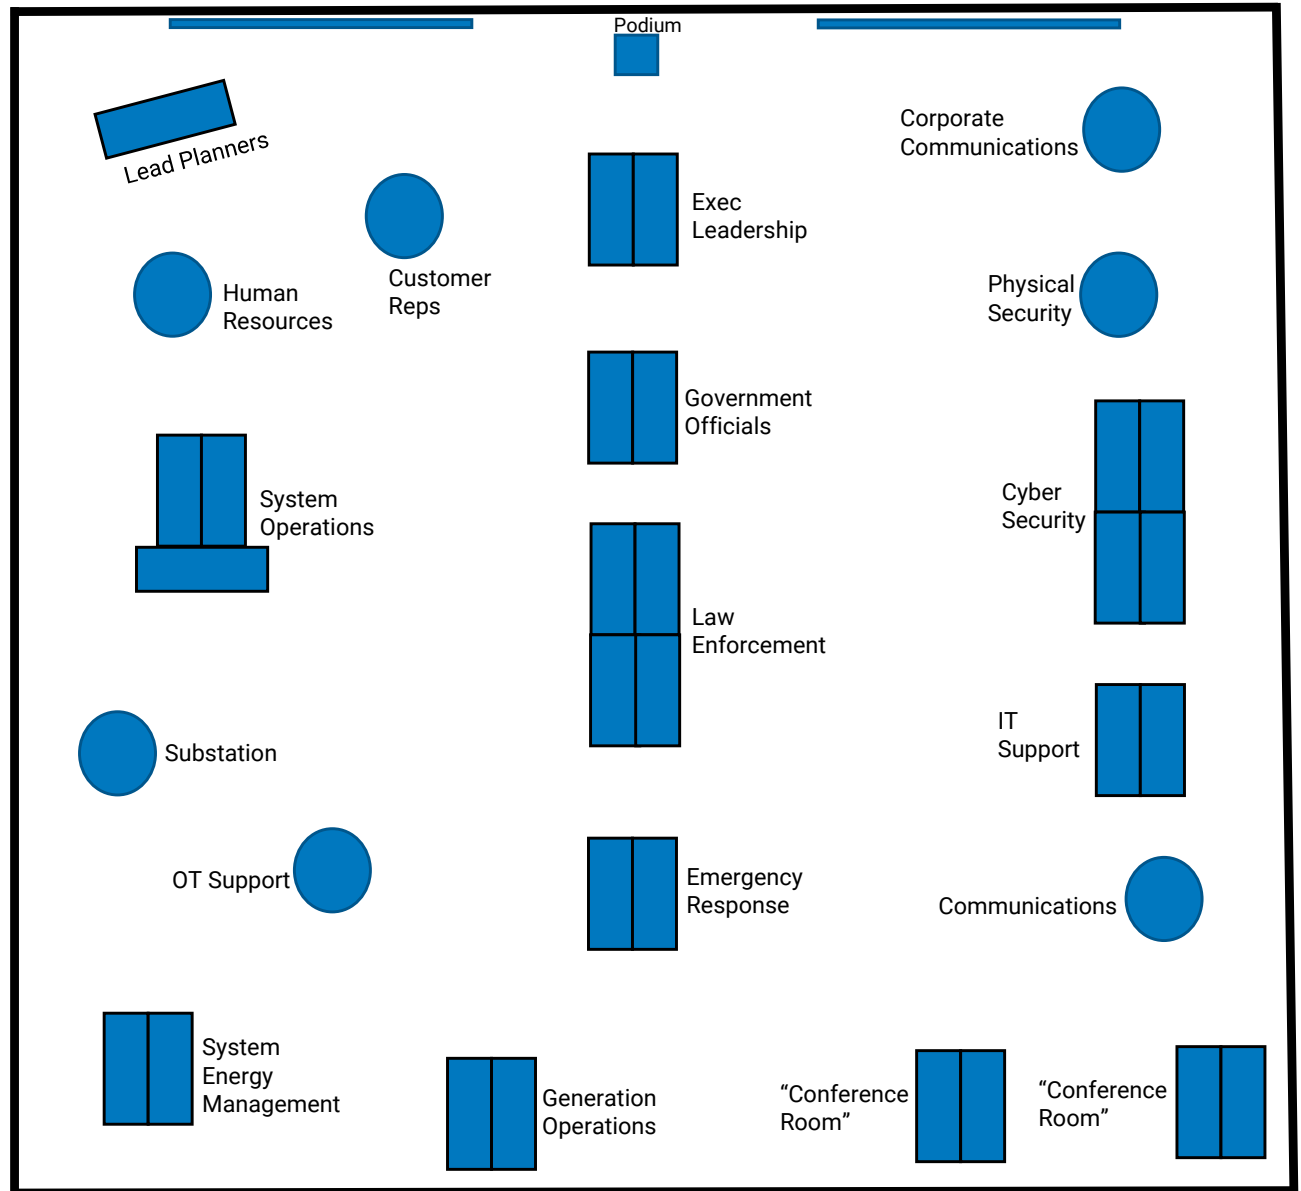 Podium
Lead Planners
Corporate
Communications
Exec
Leadership
Customer
Reps
Human
Resources
Physical
Security
Government
Officials
System
Operations
Cyber
Security
Law
Enforcement
Substation
IT
Support
OT Support
Emergency
Response
Communications
System
Energy
Management
Generation
Operations
“Conference
Room”
“Conference
Room”